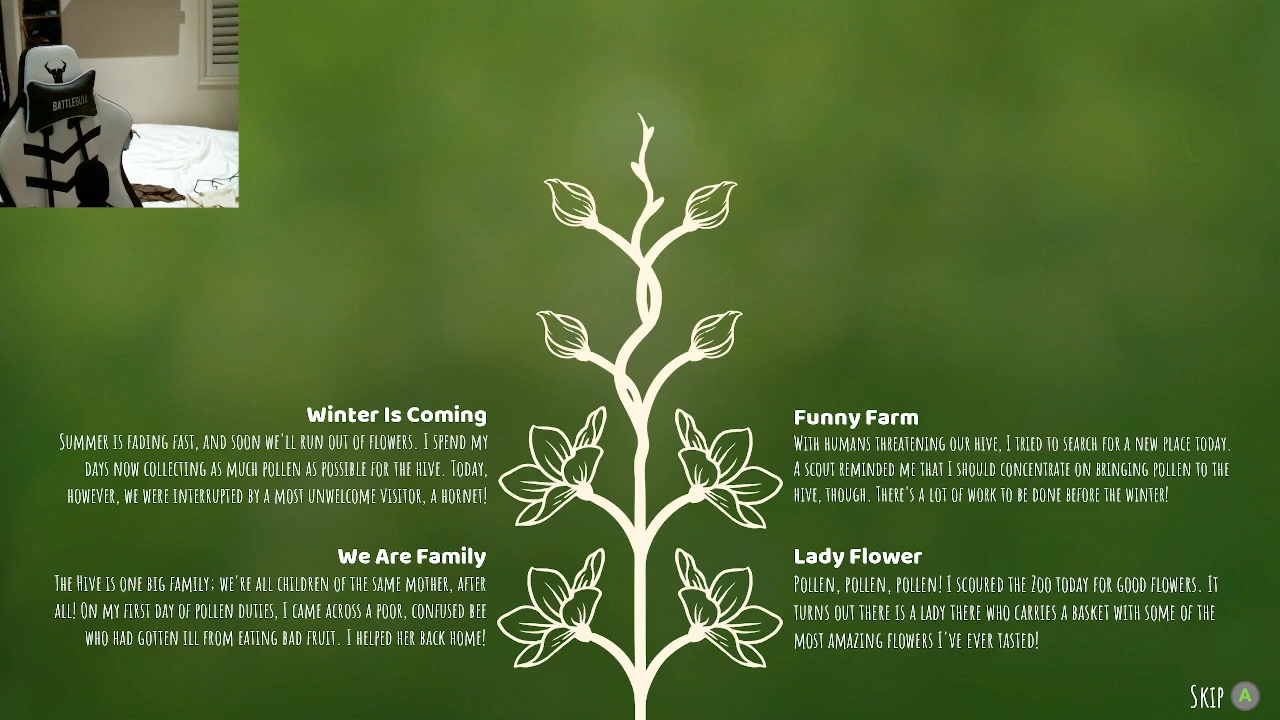 BATTLEBULL
Winter Is Coming
Summer is fading fast, and soon we'll run out of flowers. I spend my
days now collecting as much pollen as possible for the hive. Today,
however, we were interrupted by a most unwelcome visitor, a hornet!
Funny Farm
With humans threatening our hive, I tried to search for a new place today.
A scout reminded me that I should concentrate on bringing pollen to the
hive, though. There's a lot of work to be done before the winter!
We Are Family
The Hive is one big family; we're all children of the same mother, after
all! On my first day of pollen duties, I came across a poor, confused bee
who had gotten ill from eating bad fruit. I helped her back home!
Lady Flower
Pollen, pollen, pollen! I scoured the Zoo today for good flowers. It
turns out there is a lady there who carries a basket with some of the
most amazing flowers I've ever tasted!
Skip A